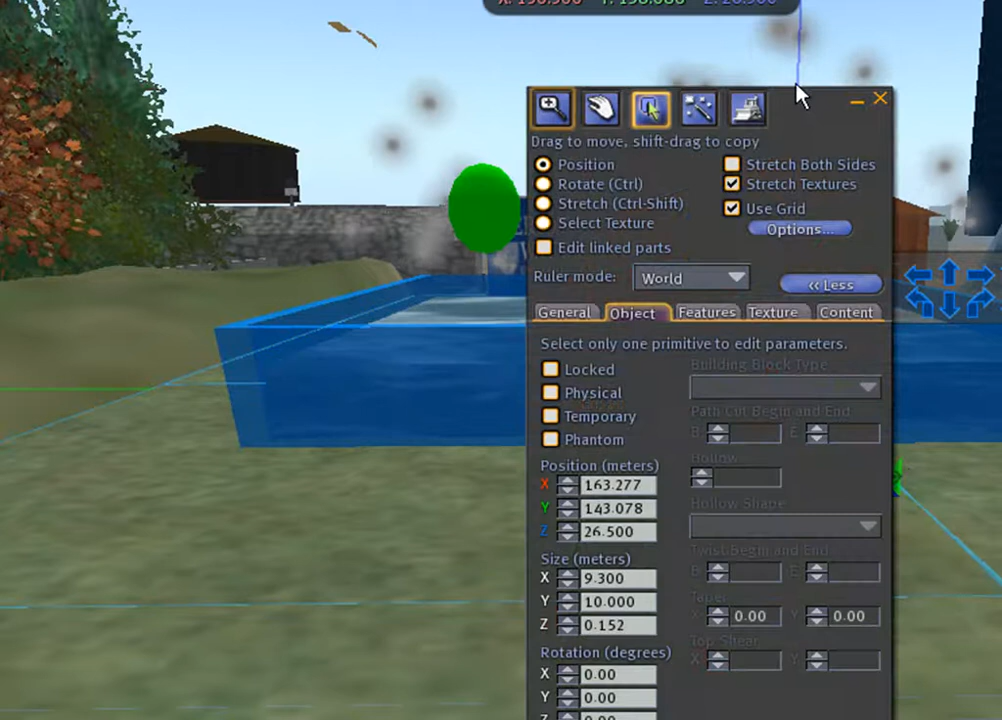 Drag to move, shift-drag to copy
Position
Rotate (Ctrl)
Stretch (Ctrl-Shift)
Select Texture
Edit linked parts
Stretch Both Sides
Stretch Textures
Use Grid
Options...
Ruler mode: World
<< Less
General Object Features Texture Content
Select only one primitive to edit parameters.
Locked
Physical
Temporary
Phantom
Position (meters)
X 163.277
Y 143.078
Z 26.500
Size (meters)
X 9.300
Y 10.000
Z 0.152
Rotation (degrees)
X 0.00
Y 0.00
Building Block Type
Path Cut Begin and End
B E
Hollow
Hollow Shape
Twist Begin and End
B E
Taper
X 0.00 Y 0.00
Top Shear
X Y